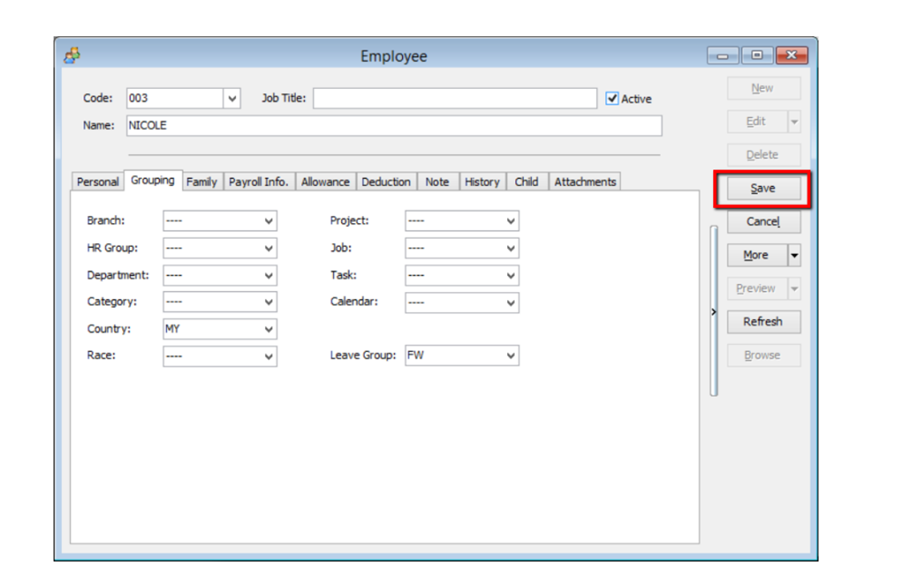 Employee
Code: 003 Job Title: Active
Name: NICOLE
Personal Grouping Family Payroll Info. Allowance Deduction Note History Child Attachments
Branch: ---- Project: ----
HR Group: ---- Job: ----
Department: ---- Task: ----
Category: ---- Calendar: ----
Country: MY
Race: ---- Leave Group: FW
New
Edit
Delete
Save
Cancel
More
Preview
Refresh
Browse